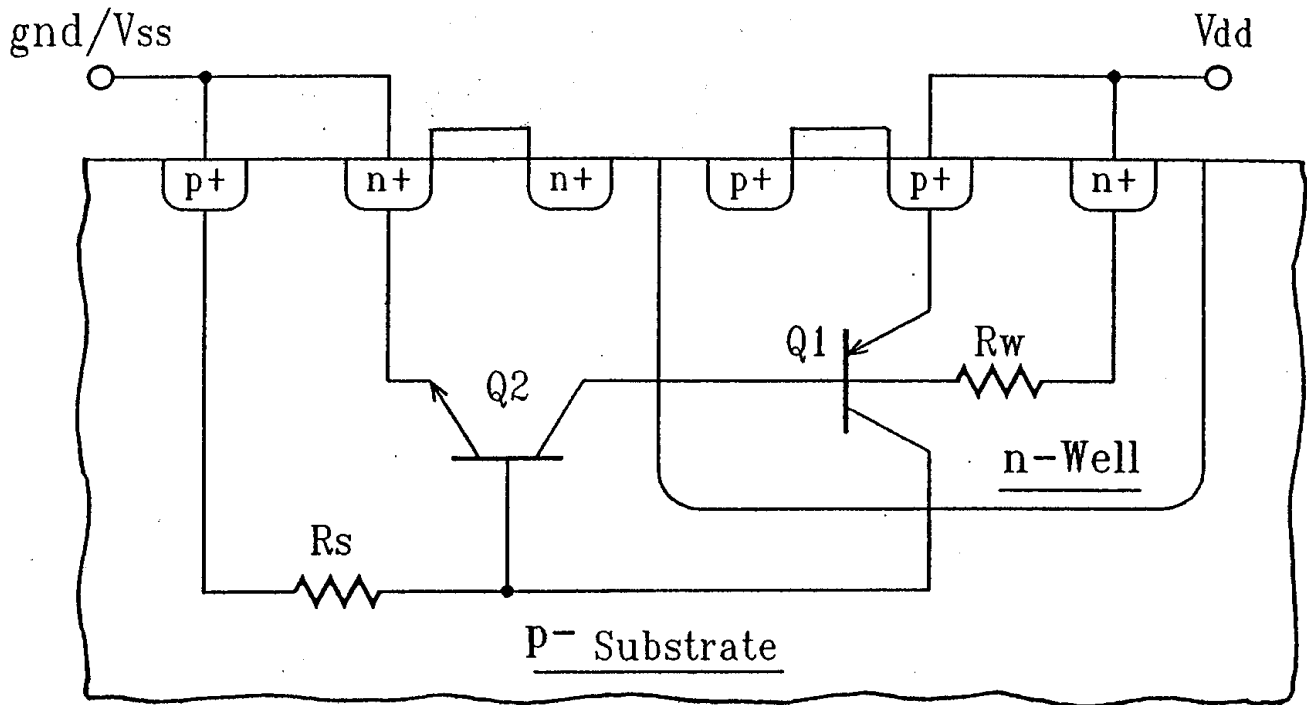 gnd/Vss
Vdd
p+
n+
n+
p+
p+
n+
Q1
Rw
Q2
n-Well
Rs
p- Substrate